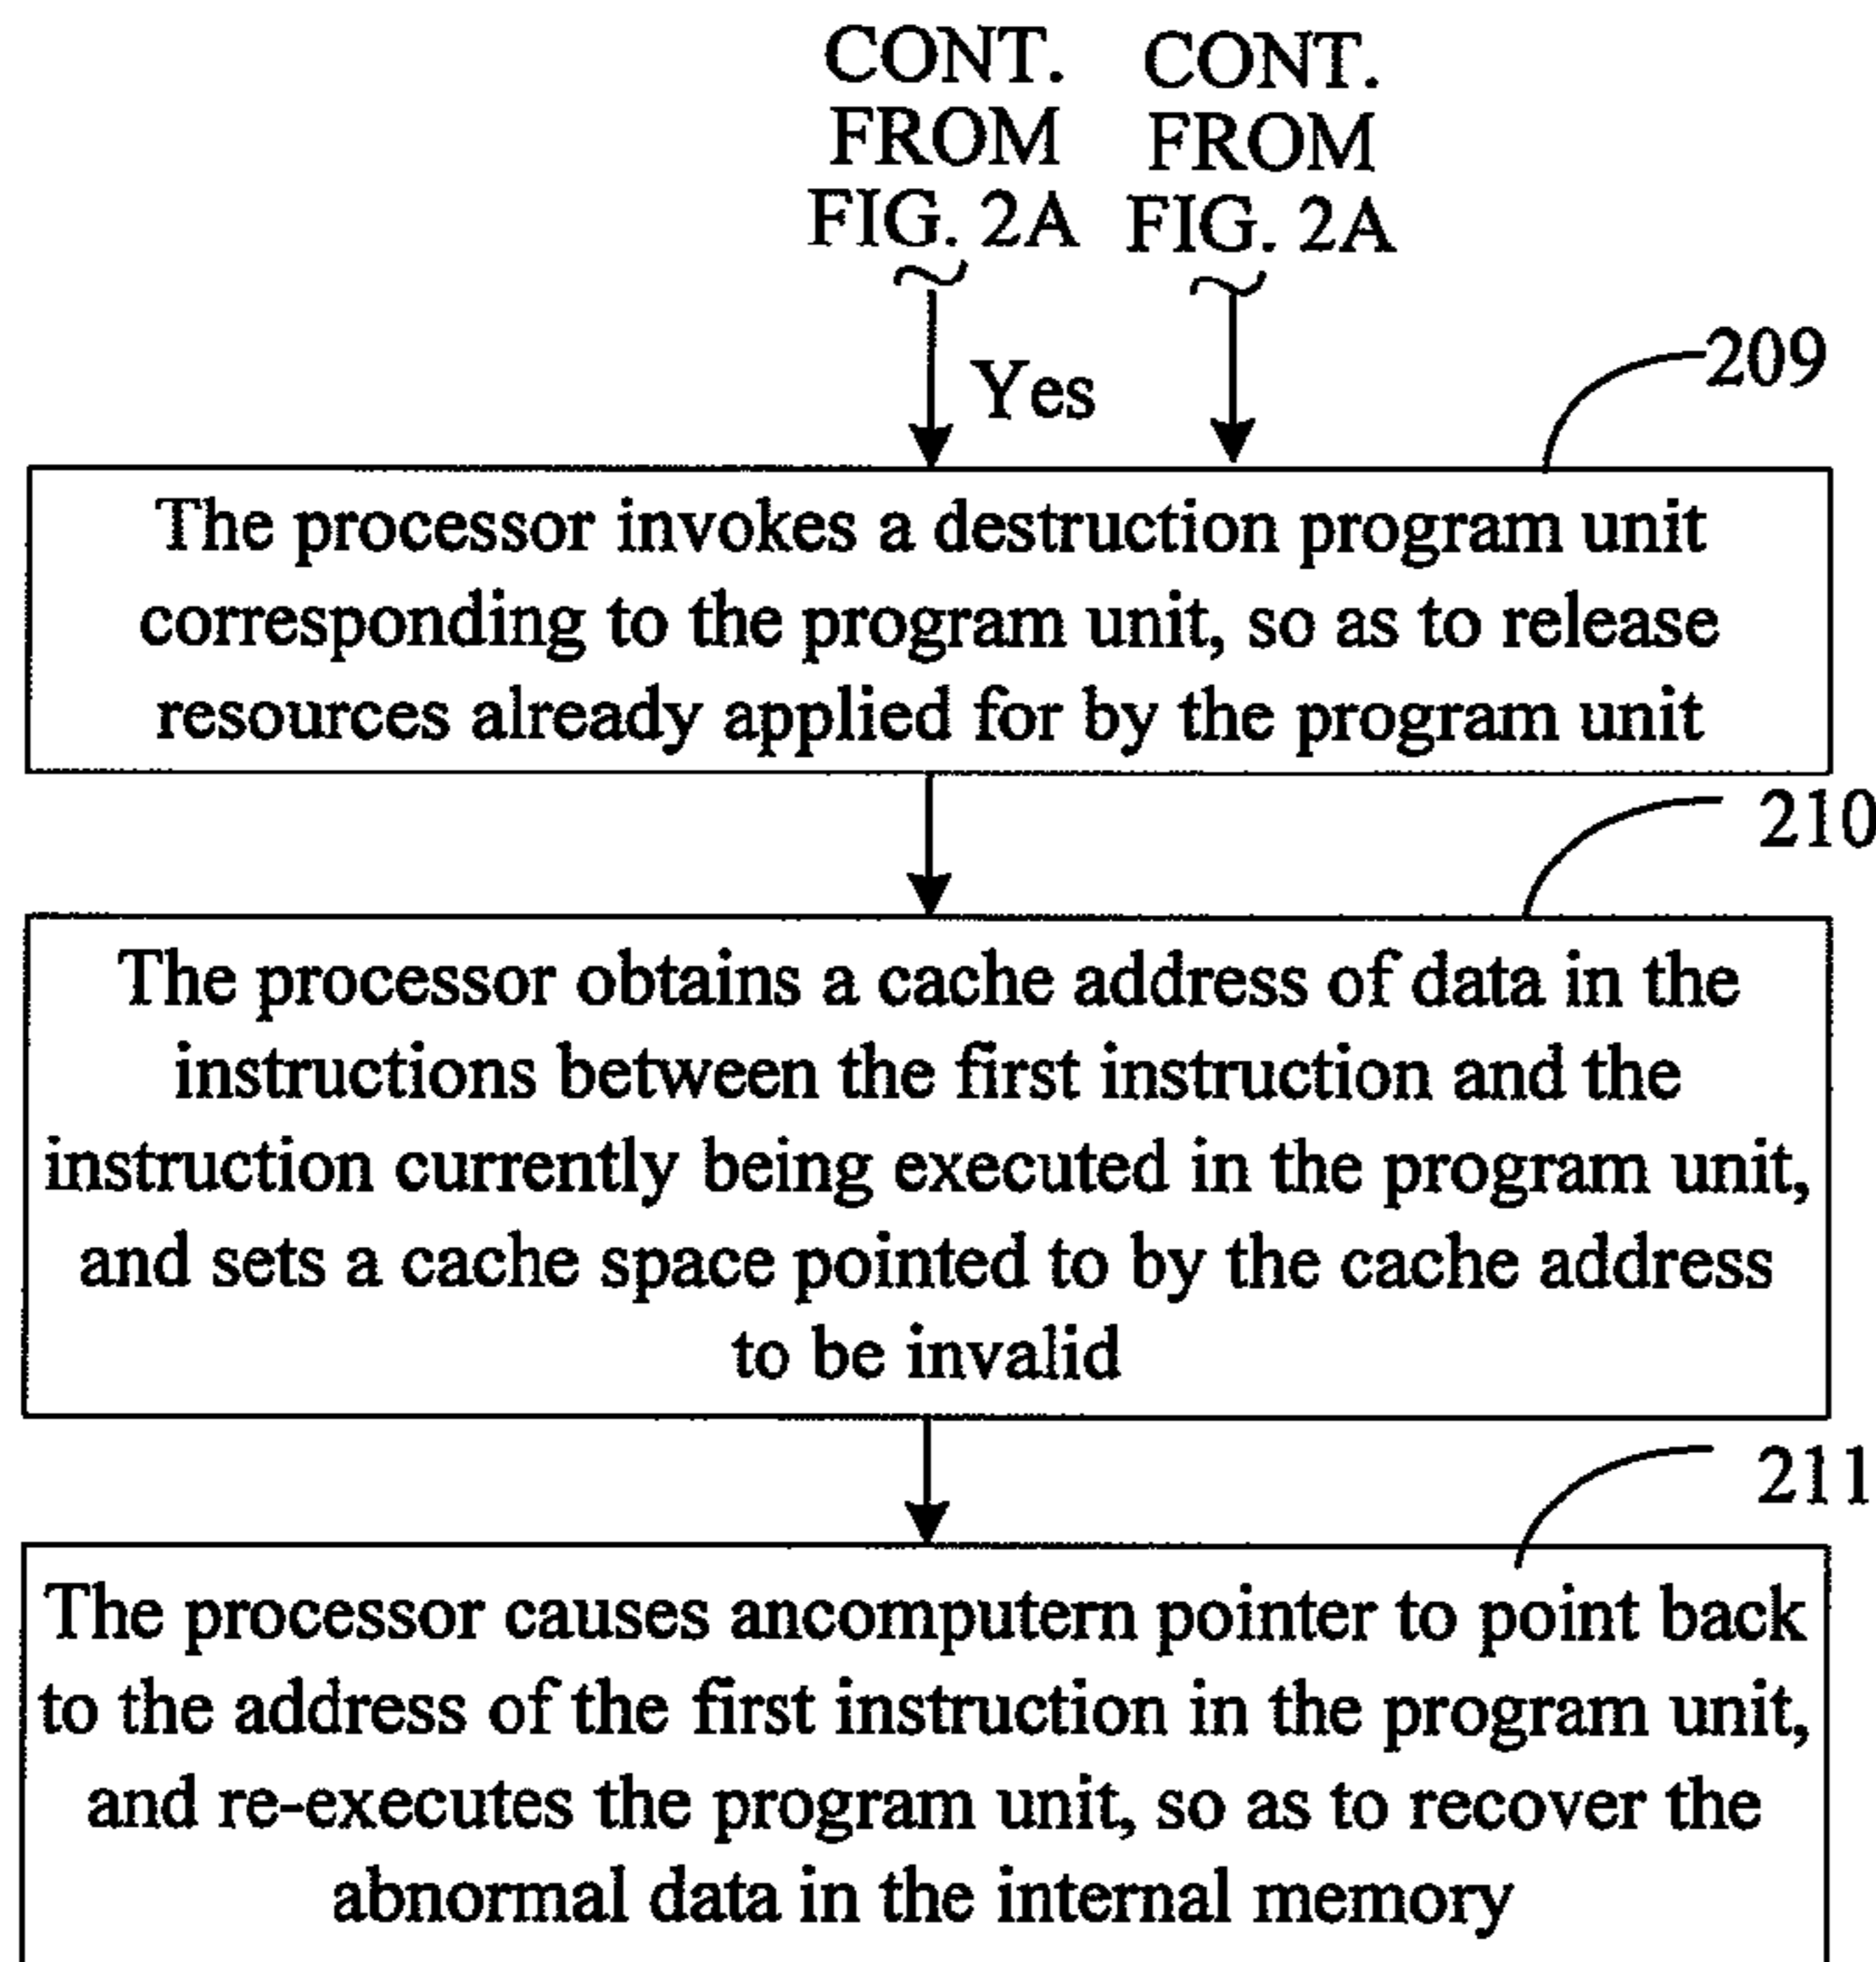 CONT.
FROM
FIG. 2A
CONT.
FROM
FIG. 2A
Yes
209
The processor invokes a destruction program unit
corresponding to the program unit, so as to release
resources already applied for by the program unit
210
The processor obtains a cache address of data in the
instructions between the first instruction and the
instruction currently being executed in the program unit,
and sets a cache space pointed to by the cache address
to be invalid
211
The processor causes ancomputern pointer to point back
to the address of the first instruction in the program unit,
and re-executes the program unit, so as to recover the
abnormal data in the internal memory